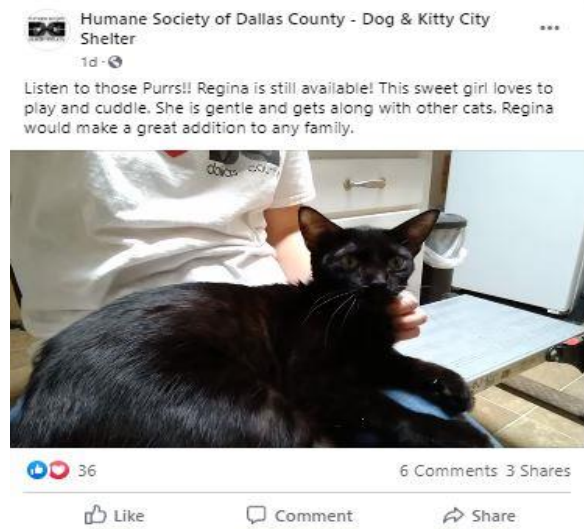 Humane Society of Dallas County - Dog & Kitty City
Shelter
1d
Listen to those Purrs!! Regina is still available! This sweet girl loves to
play and cuddle. She is gentle and gets along with other cats. Regina
would make a great addition to any family.
36
6 Comments 3 Shares
Like
Comment
Share